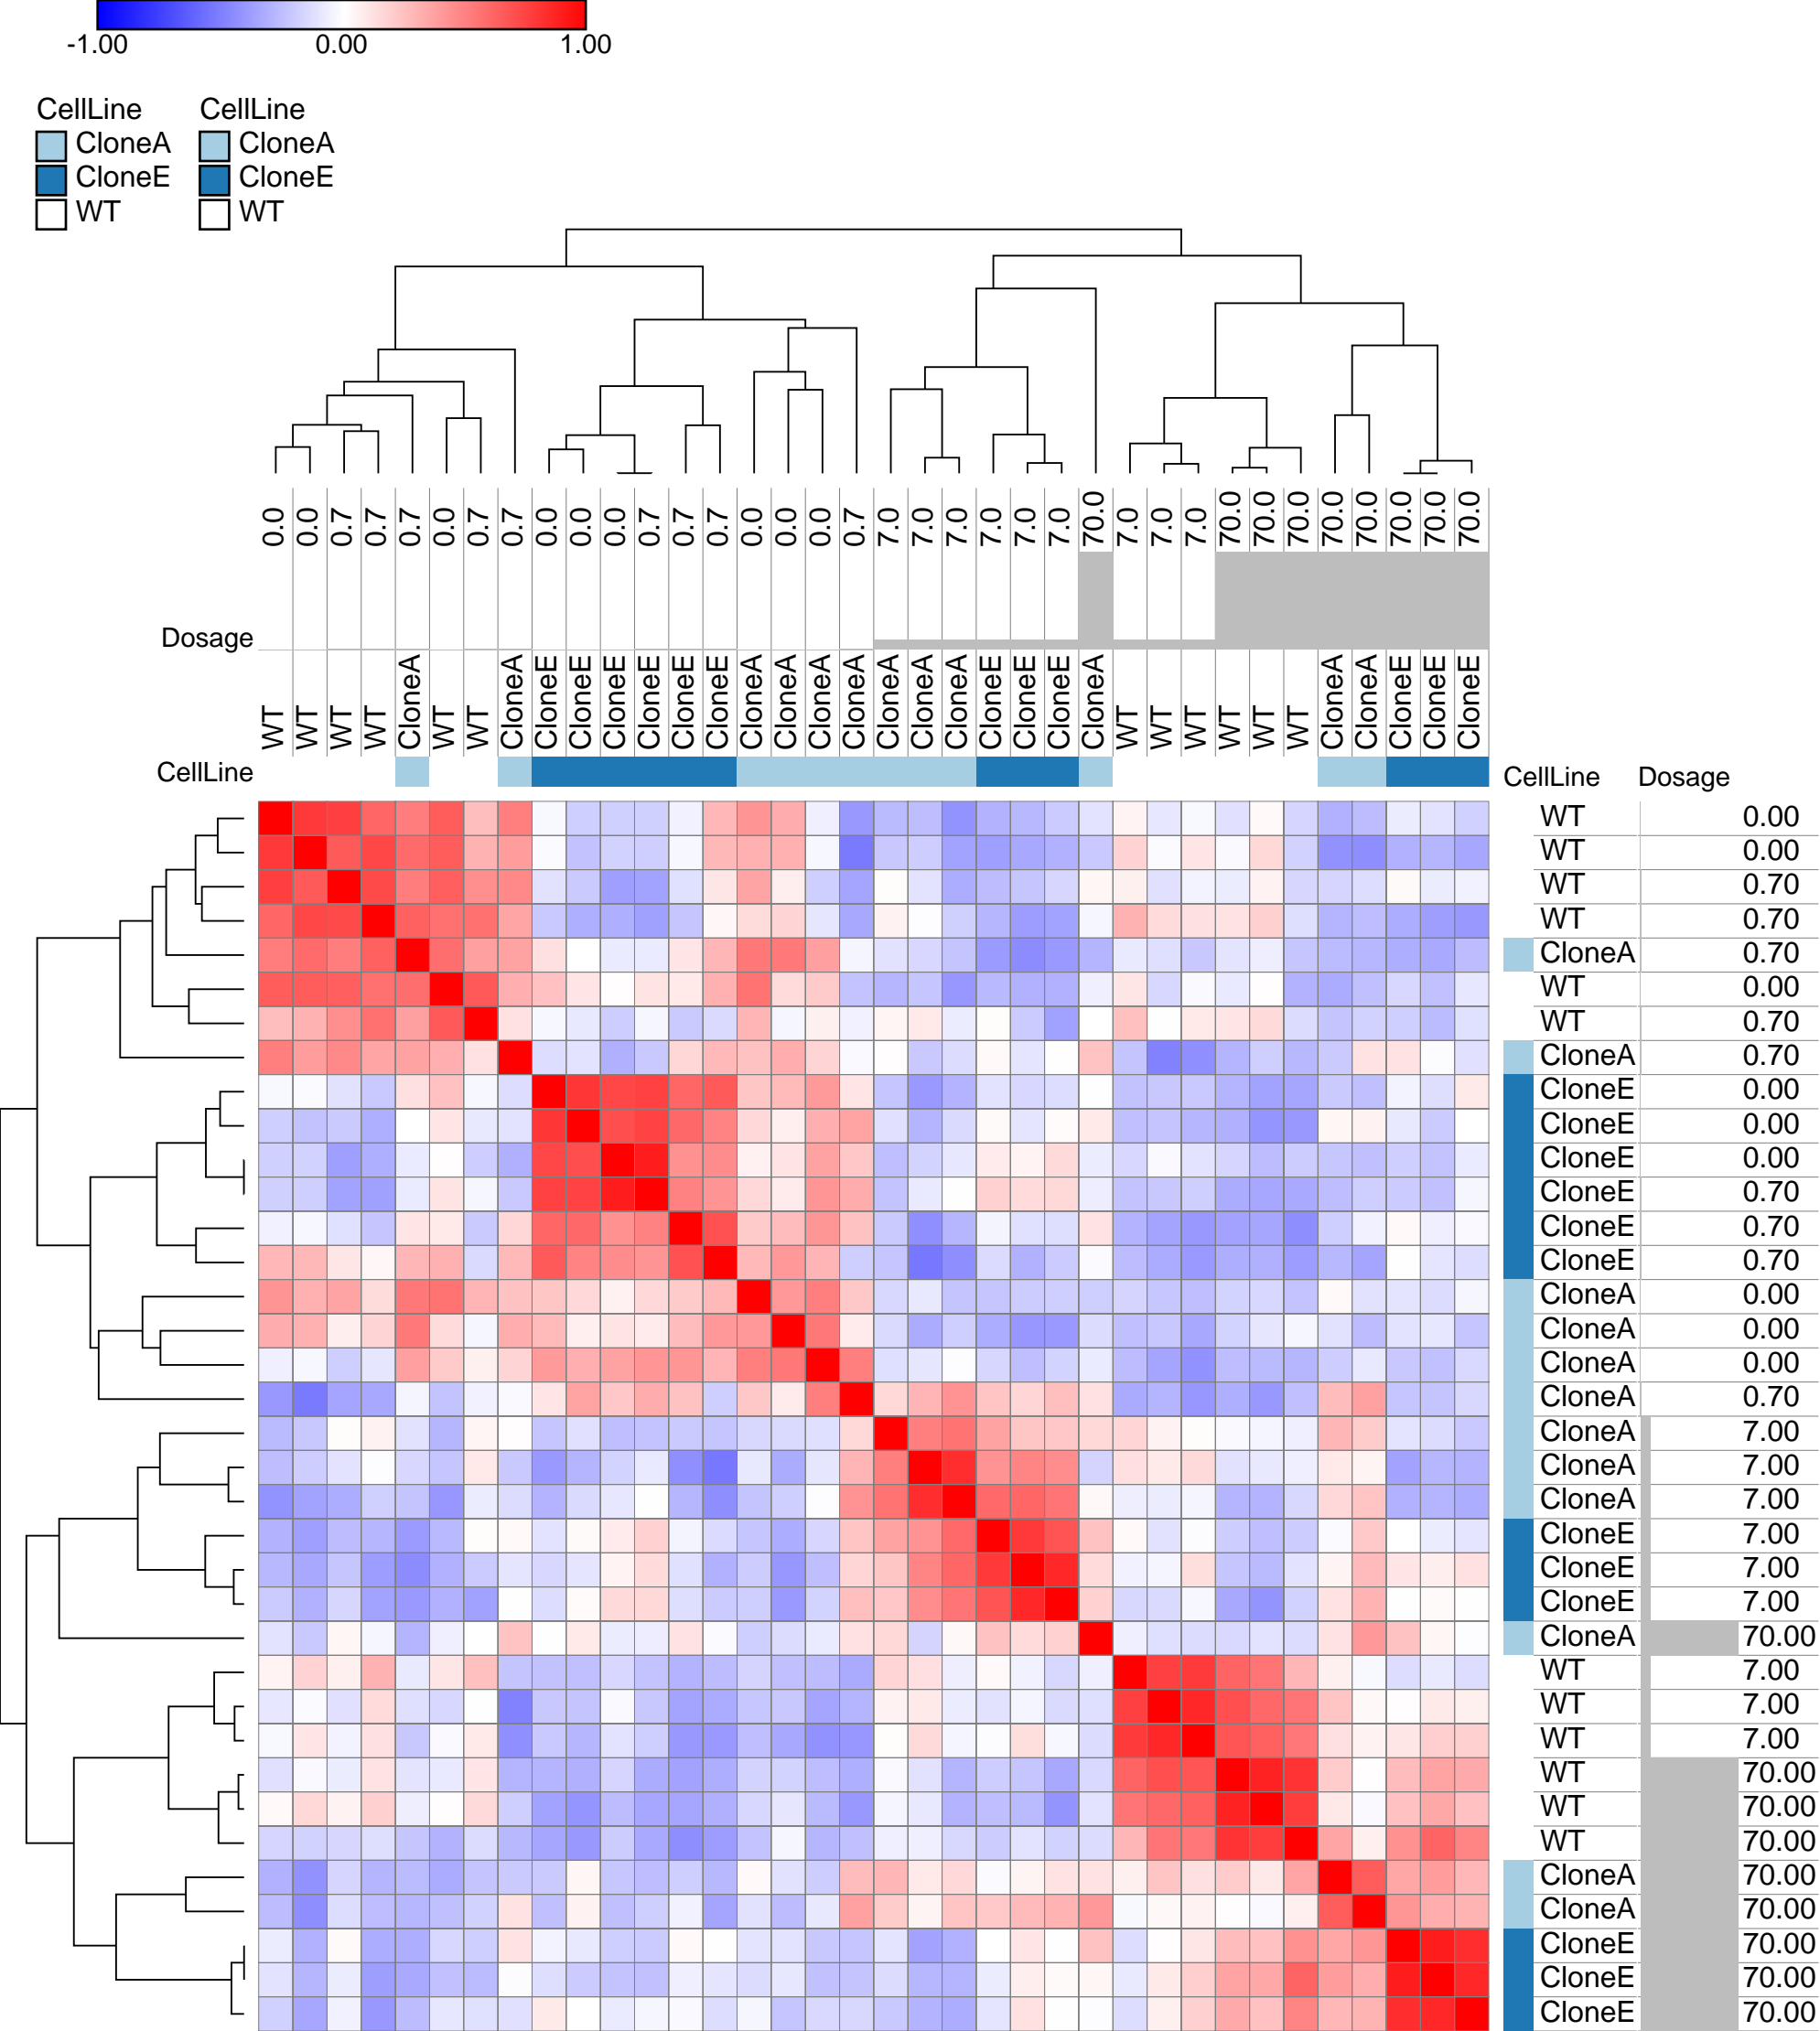 -1.00 0.00 1.00
CellLine CellLine
CloneA CloneA
CloneE CloneE
WT WT
0.0 0.0 0.7 0.7 0.7 0.0 0.7 0.7 0.0 0.0 0.0 0.7 0.7 0.7 0.0 0.0 0.0 0.7 7.0 7.0 7.0 7.0 7.0 7.0 70.0 7.0 7.0 7.0 70.0 70.0 70.0 70.0 70.0 70.0 70.0 70.0
Dosage
WT WT WT WT CloneA WT WT CloneA CloneE CloneE CloneE CloneE CloneE CloneE CloneA CloneA CloneA CloneA CloneA CloneA CloneA CloneE CloneE CloneE CloneA WT WT WT WT WT WT CloneA CloneA CloneE CloneE CloneE
CellLine
CellLine Dosage
WT 0.00
WT 0.00
WT 0.70
WT 0.70
CloneA 0.70
WT 0.00
WT 0.70
CloneA 0.70
CloneE 0.00
CloneE 0.00
CloneE 0.00
CloneE 0.70
CloneE 0.70
CloneE 0.70
CloneA 0.00
CloneA 0.00
CloneA 0.00
CloneA 0.70
CloneA 7.00
CloneA 7.00
CloneA 7.00
CloneE 7.00
CloneE 7.00
CloneE 7.00
CloneA 70.00
WT 7.00
WT 7.00
WT 7.00
WT 70.00
WT 70.00
WT 70.00
CloneA 70.00
CloneA 70.00
CloneE 70.00
CloneE 70.00
CloneE 70.00